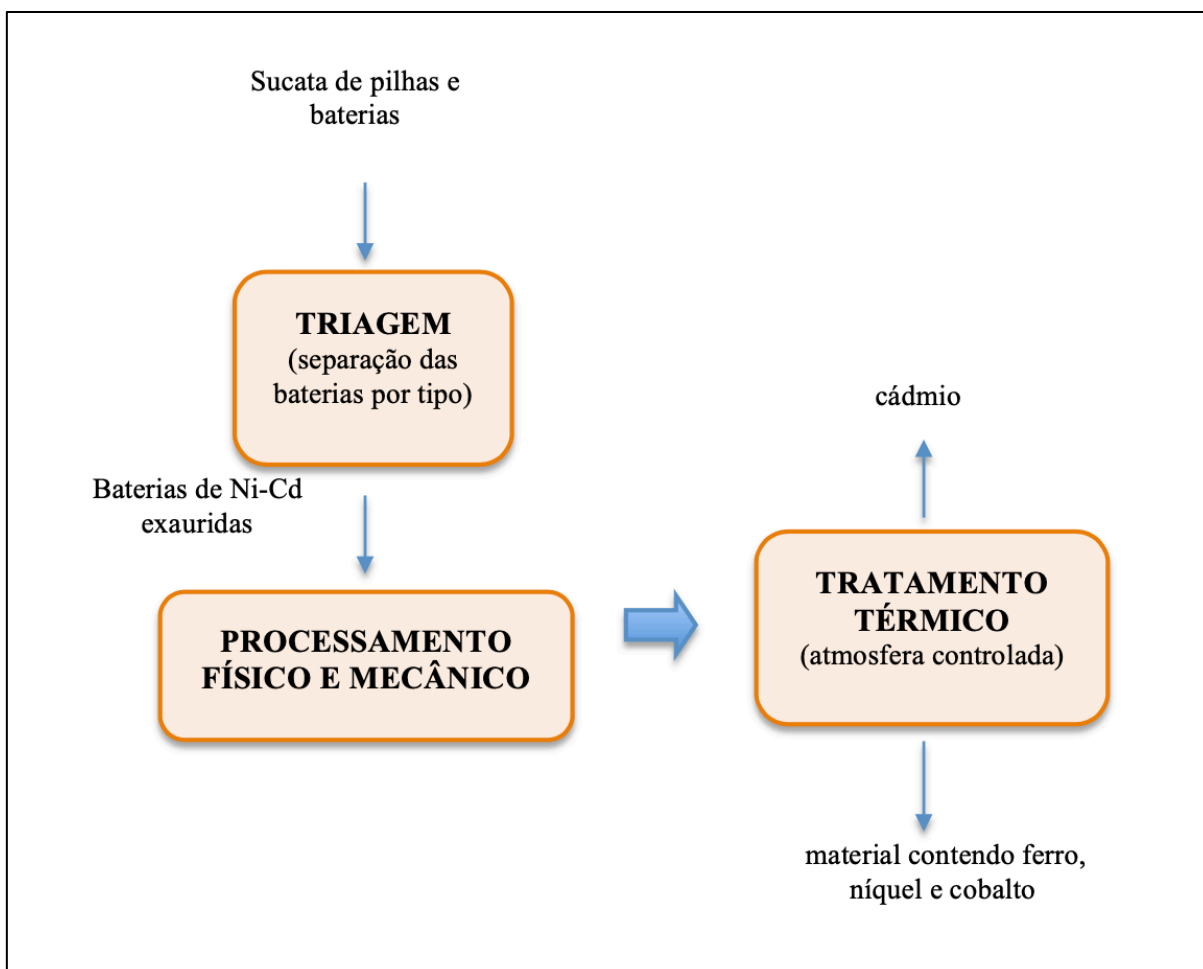 Sucata de pilhas e
baterias
TRIAGEM
(separação das
baterias por tipo)
Baterias de Ni-Cd
exauridas
PROCESSAMENTO
FÍSICO E MECÂNICO
cádmio
TRATAMENTO
TÉRMICO
(atmosfera controlada)
material contendo ferro,
níquel e cobalto